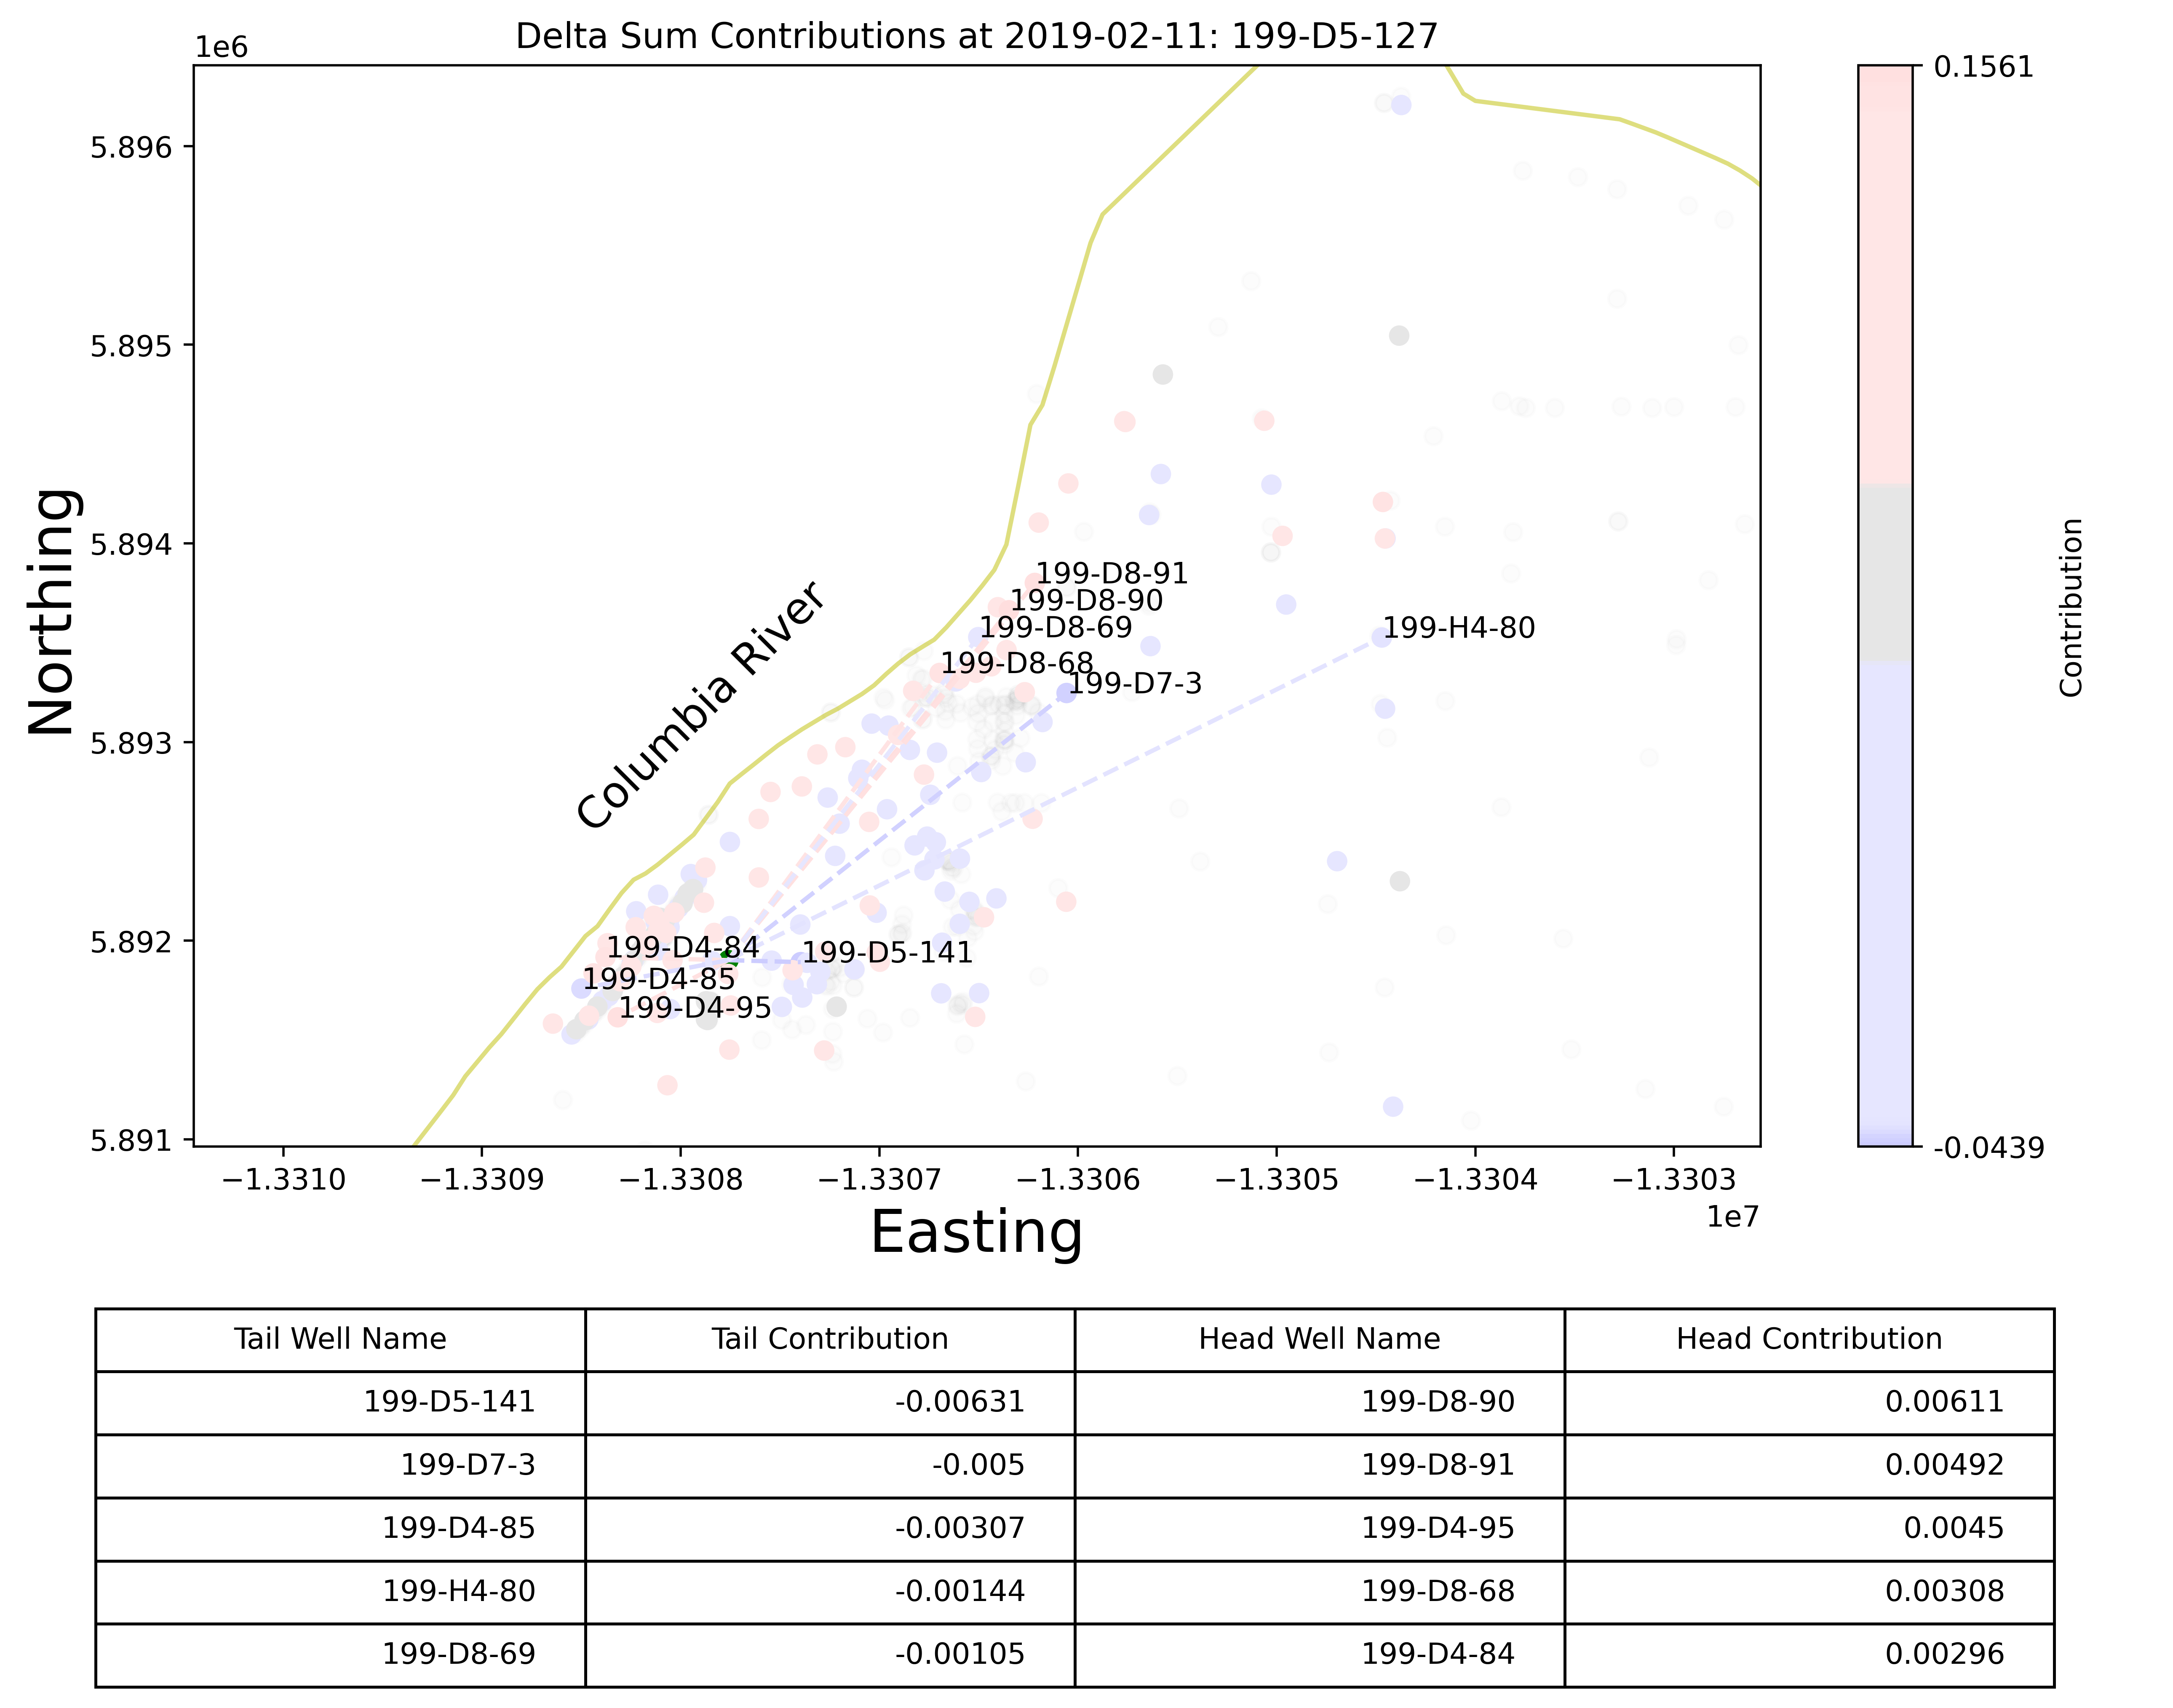 Delta Sum Contributions at 2019-02-11: 199-D5-127
1e6
0.1561
5.896
5.895
5.894
5.893
5.892
5.891
Northing
Columbia River
199-D8-91
199-D8-90
199-D8-69
199-H4-80
199-D8-68
199-D7-3
199-D4-84
199-D5-141
199-D4-85
199-D4-95
Contribution
-0.0439
−1.3310 −1.3309 −1.3308 −1.3307 −1.3306 −1.3305 −1.3304 −1.3303
1e7
Easting
Tail Well Name Tail Contribution Head Well Name Head Contribution
199-D5-141 -0.00631 199-D8-90 0.00611
199-D7-3 -0.005 199-D8-91 0.00492
199-D4-85 -0.00307 199-D4-95 0.0045
199-H4-80 -0.00144 199-D8-68 0.00308
199-D8-69 -0.00105 199-D4-84 0.00296